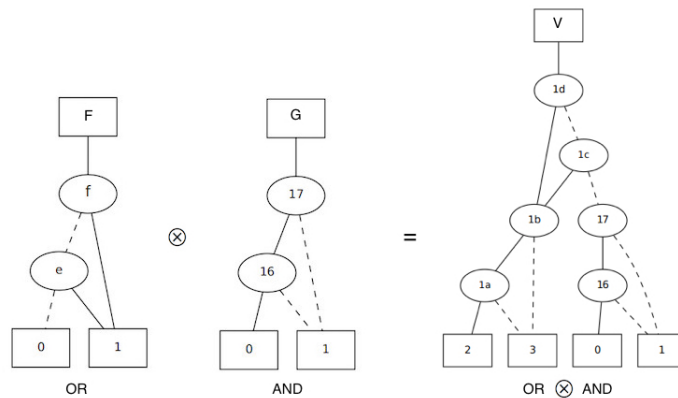 V
1d
F
G
1c
f
17
1b
17
⊗
=
e
16
1a
16
0
1
0
1
2
3
0
1
OR
AND
OR ⊗ AND